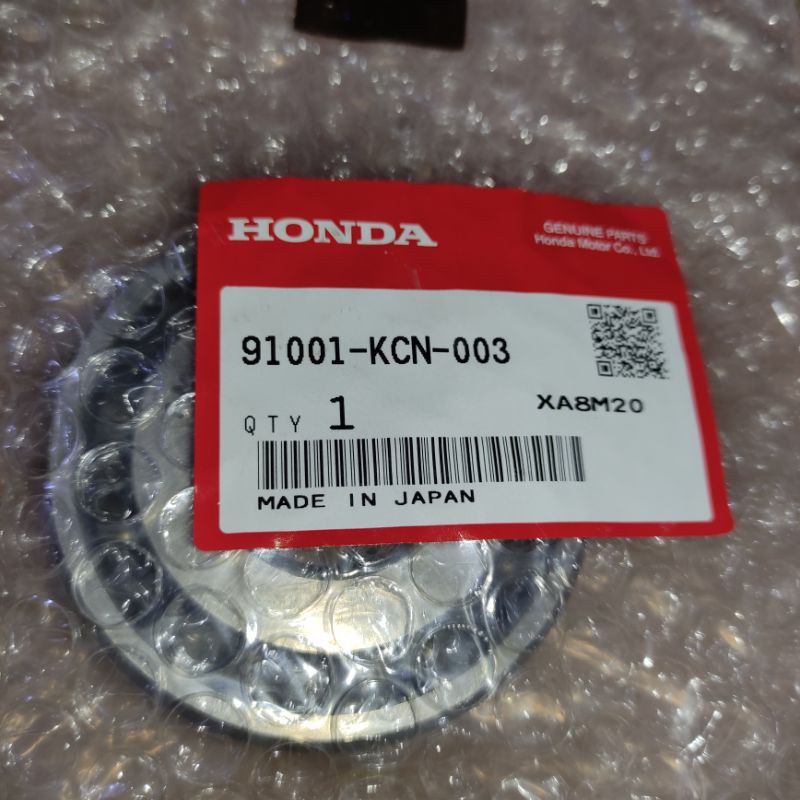 HONDA
GENUINE PARTS
Honda Motor Co., Ltd.
91001-KCN-003
QTY 1
XA8M20
MADE IN JAPAN